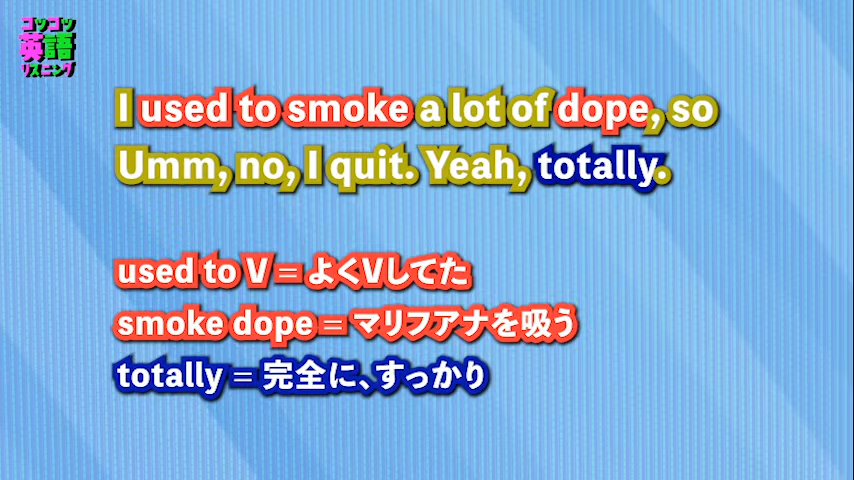 コツコツ
英語
リスニング
I used to smoke a lot of dope, so
Umm, no, I quit. Yeah, totally.
used to V = よくVしてた
smoke dope = マリファナを吸う
totally = 完全に、すっかり